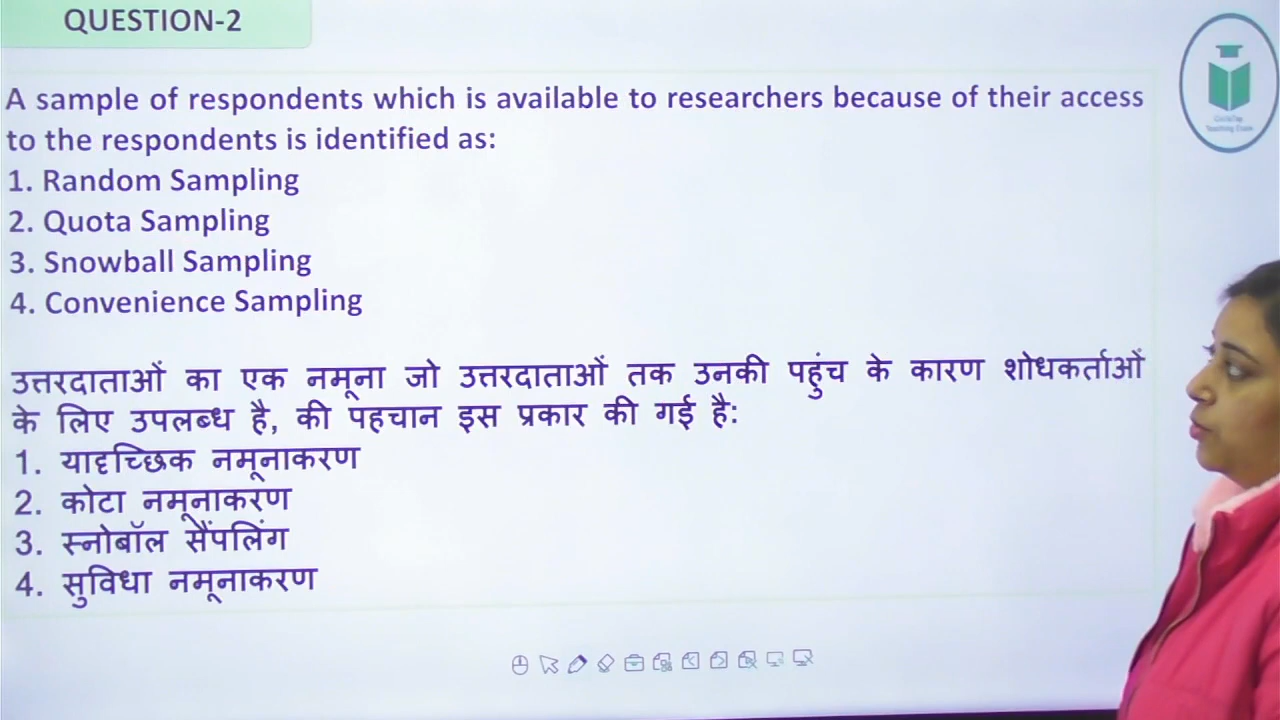 QUESTION-2
A sample of respondents which is available to researchers because of their access
to the respondents is identified as:
1. Random Sampling
2. Quota Sampling
3. Snowball Sampling
4. Convenience Sampling
उत्तरदाताओं का एक नमूना जो उत्तरदाताओं तक उनकी पहुंच के कारण शोधकर्ताओं
के लिए उपलब्ध है, की पहचान इस प्रकार की गई है:
1. यादृच्छिक नमूनाकरण
2. कोटा नमूनाकरण
3. स्नोबॉल सैंपलिंग
4. सुविधा नमूनाकरण